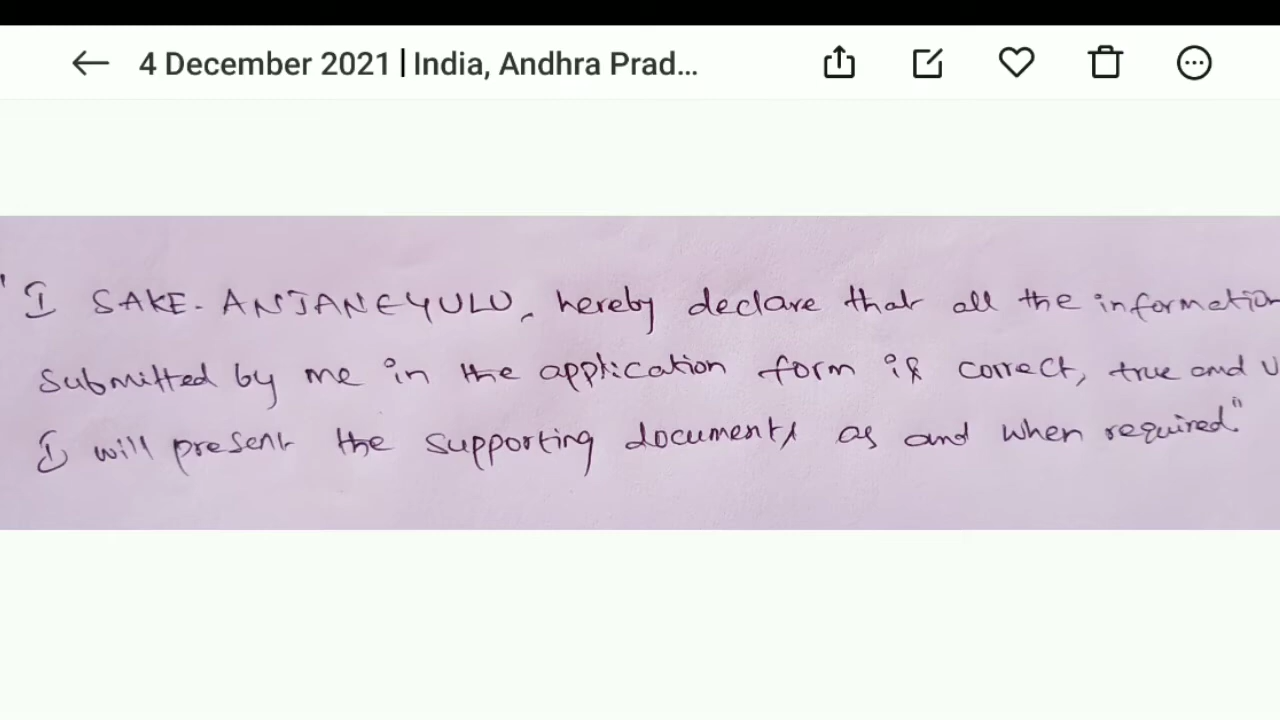 4 December 2021 | India, Andhra Prad...
"I SAKE. ANJANEYULU, hereby declare that all the information
submitted by me in the application form is correct, true and
I will present the supporting documents as and when required."